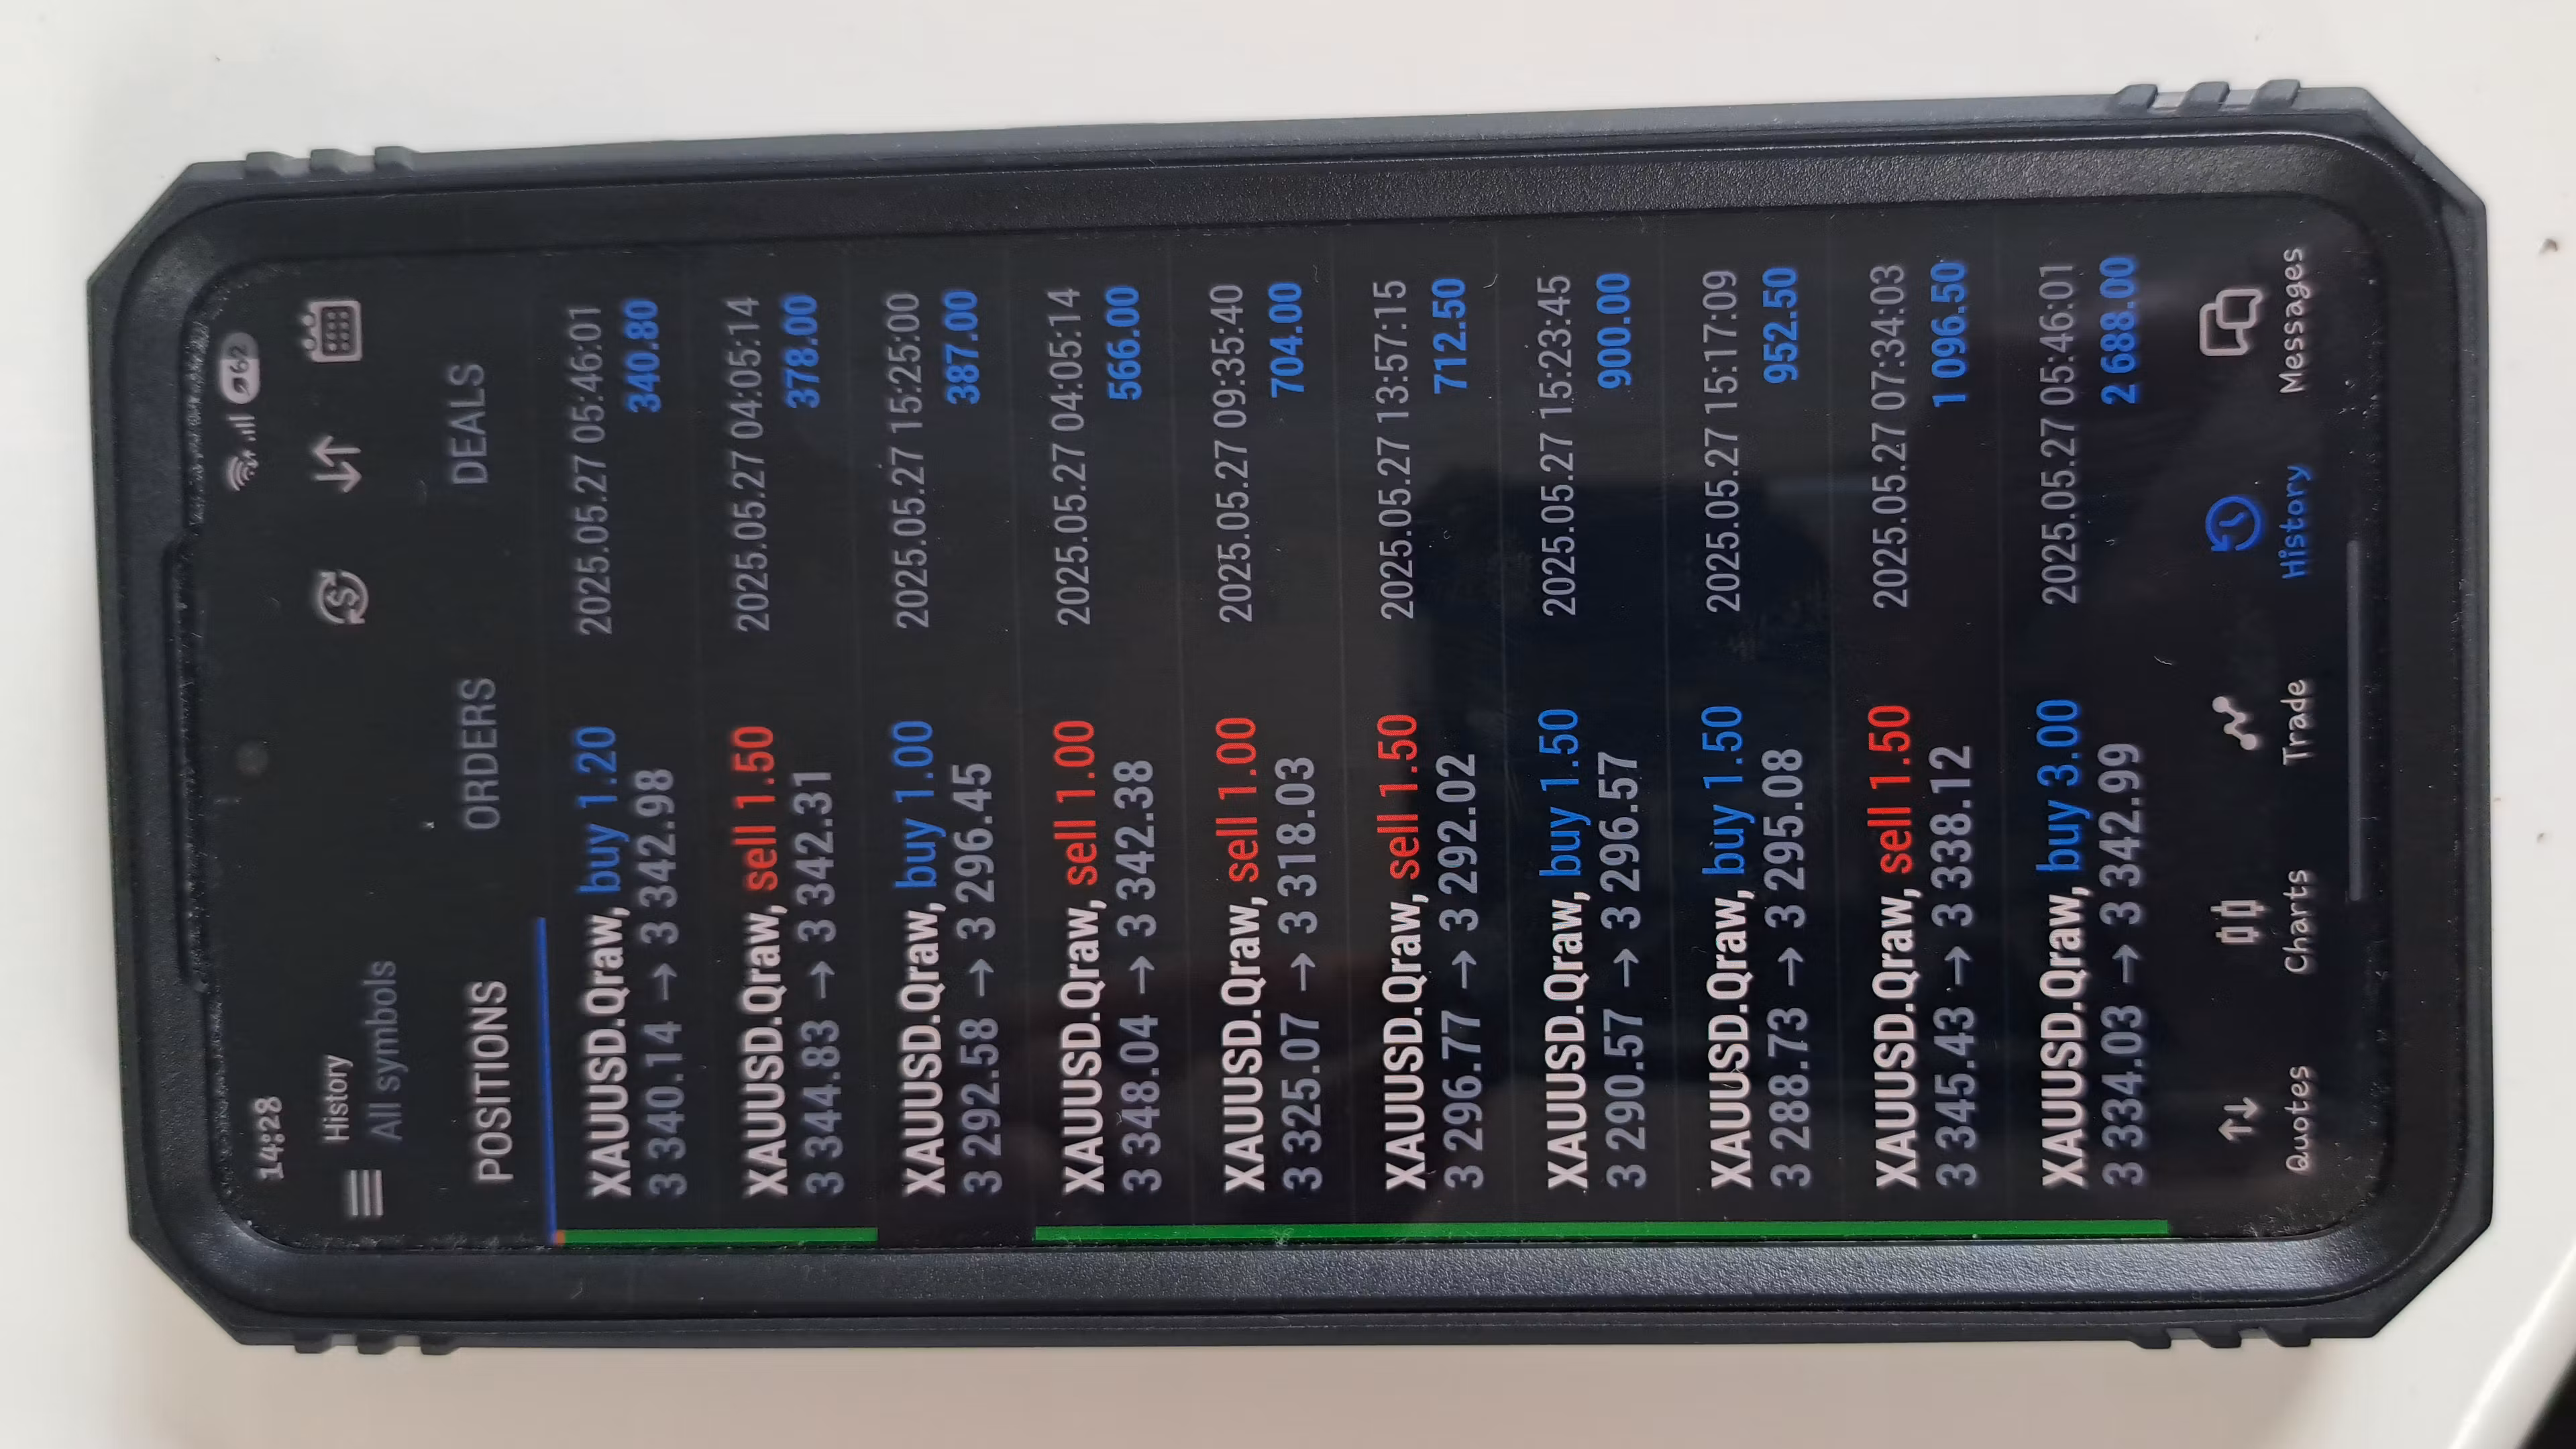 14:28
62
History
All symbols
POSITIONS ORDERS DEALS
XAUUSD.Qraw, buy 1.20 2025.05.27 05:46:01
3 340.14 → 3 342.98 340.80
XAUUSD.Qraw, sell 1.50 2025.05.27 04:05:14
3 344.83 → 3 342.31 378.00
XAUUSD.Qraw, buy 1.00 2025.05.27 15:25:00
3 292.58 → 3 296.45 387.00
XAUUSD.Qraw, sell 1.00 2025.05.27 04:05:14
3 348.04 → 3 342.38 566.00
XAUUSD.Qraw, sell 1.00 2025.05.27 09:35:40
3 325.07 → 3 318.03 704.00
XAUUSD.Qraw, sell 1.50 2025.05.27 13:57:15
3 296.77 → 3 292.02 712.50
XAUUSD.Qraw, buy 1.50 2025.05.27 15:23:45
3 290.57 → 3 296.57 900.00
XAUUSD.Qraw, buy 1.50 2025.05.27 15:17:09
3 288.73 → 3 295.08 952.50
XAUUSD.Qraw, sell 1.50 2025.05.27 07:34:03
3 345.43 → 3 338.12 1 096.50
XAUUSD.Qraw, buy 3.00 2025.05.27 05:46:01
3 334.03 → 3 342.99 2 688.00
Quotes Charts Trade History Messages